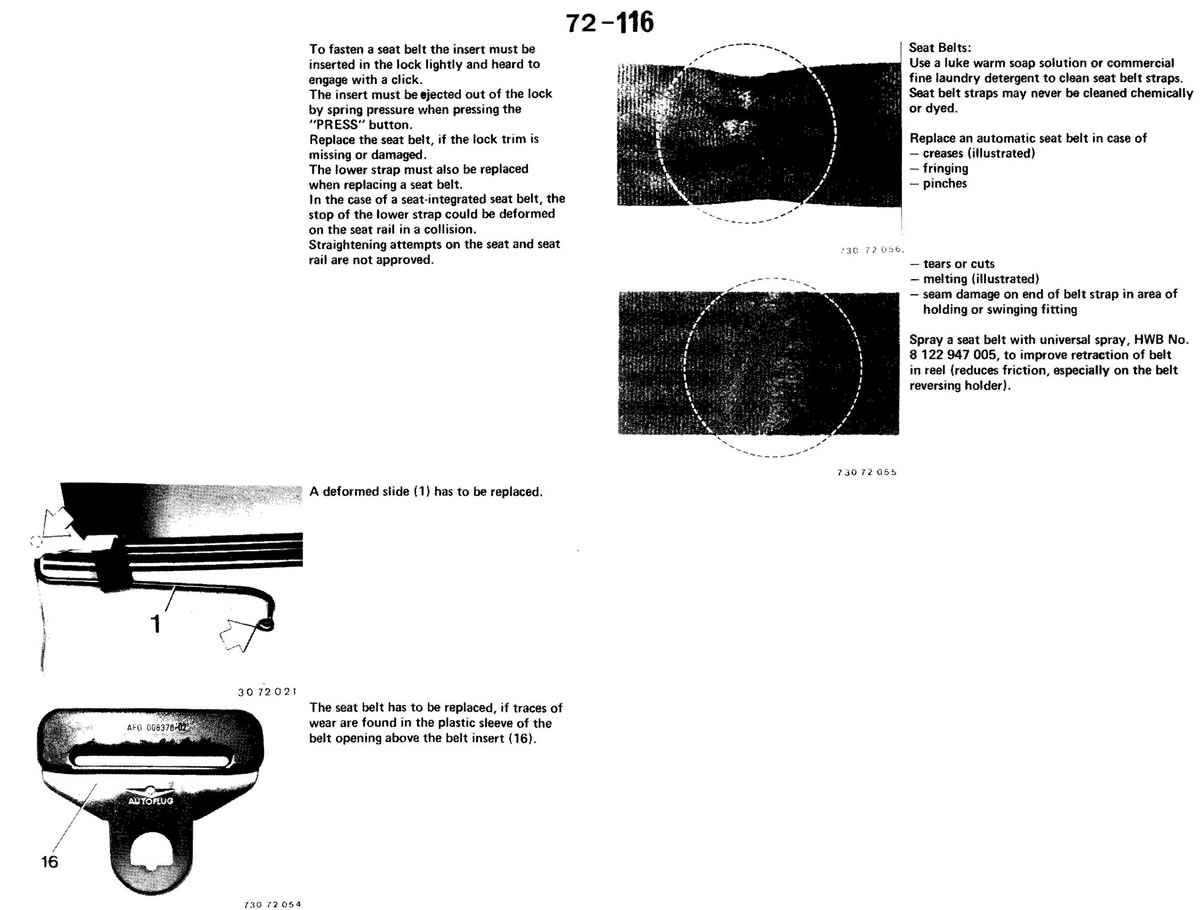 72-116
To fasten a seat belt the insert must be
inserted in the lock lightly and heard to
engage with a click.
The insert must be ejected out of the lock
by spring pressure when pressing the
"PRESS" button.
Replace the seat belt, if the lock trim is
missing or damaged.
The lower strap must also be replaced
when replacing a seat belt.
In the case of a seat-integrated seat belt, the
stop of the lower strap could be deformed
on the seat rail in a collision.
Straightening attempts on the seat and seat
rail are not approved.
A deformed slide (1) has to be replaced.
1
30 72 021
The seat belt has to be replaced, if traces of
wear are found in the plastic sleeve of the
belt opening above the belt insert (16).
AFG 008378-02
AUTOFLUG
16
730 72 054
Seat Belts:
Use a luke warm soap solution or commercial
fine laundry detergent to clean seat belt straps.
Seat belt straps may never be cleaned chemically
or dyed.
Replace an automatic seat belt in case of
– creases (illustrated)
– fringing
– pinches
730 72 056
– tears or cuts
– melting (illustrated)
– seam damage on end of belt strap in area of
holding or swinging fitting
Spray a seat belt with universal spray, HWB No.
8 122 947 005, to improve retraction of belt
in reel (reduces friction, especially on the belt
reversing holder).
730 72 055